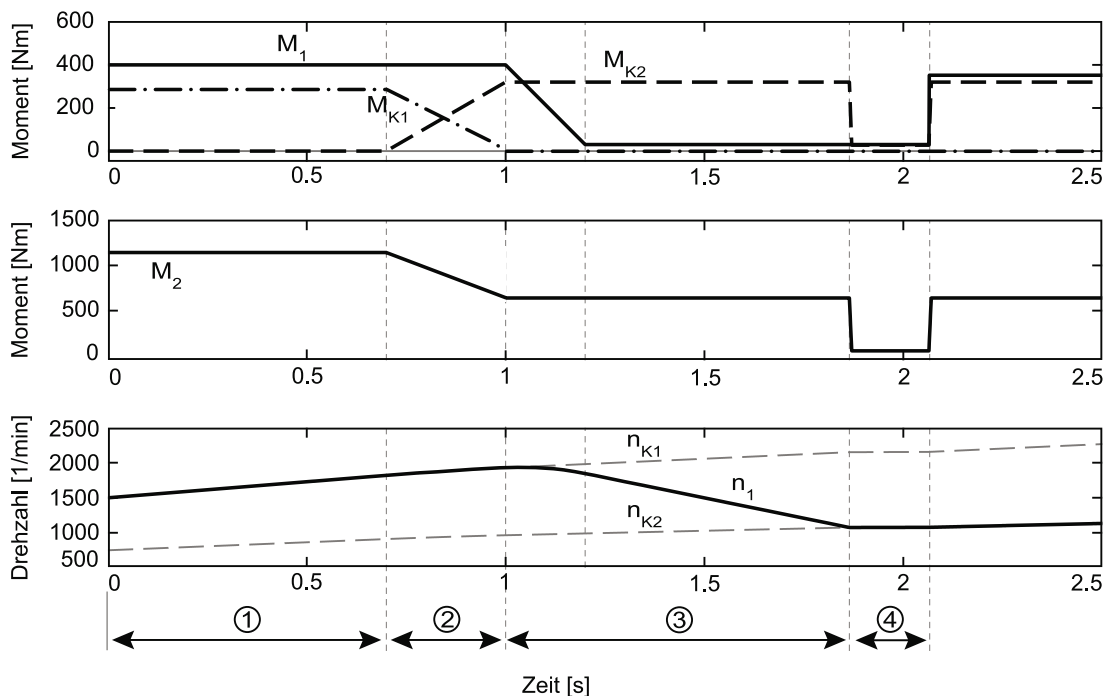 Moment [Nm]
600
400
200
0
M1
MK1
MK2
0 0.5 1 1.5 2 2.5
Moment [Nm]
1500
1000
500
0
M2
0 0.5 1 1.5 2 2.5
Drehzahl [1/min]
2500
2000
1500
1000
500
nK1
n1
nK2
0 0.5 1 1.5 2 2.5
① ② ③ ④
Zeit [s]